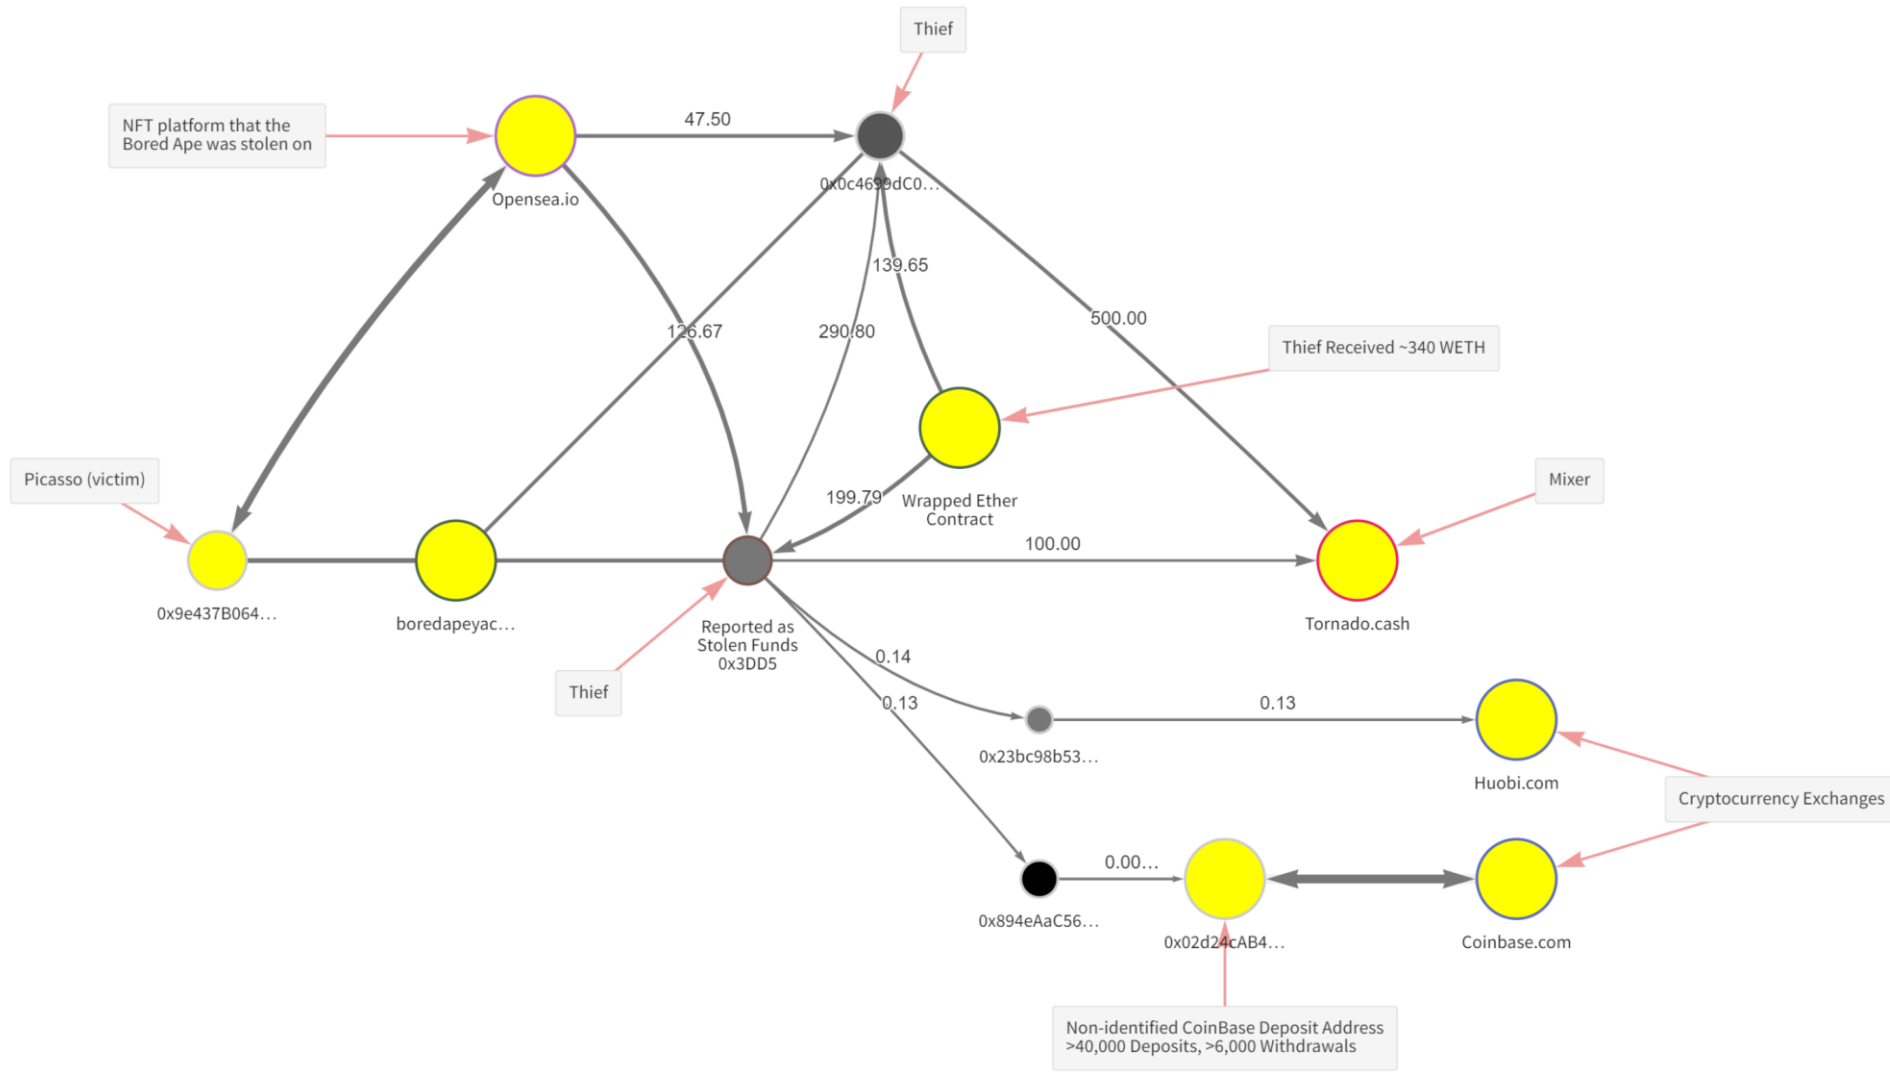 Thief
47.50
NFT platform that the
Bored Ape was stolen on
Opensea.io
0x0c4699dC0…
139.65
126.67
290.80
500.00
Thief Received ~340 WETH
Picasso (victim)
199.79
Wrapped Ether
Contract
Mixer
100.00
0x9e437B064…
boredapeyac…
Reported as
Stolen Funds
0x3DD5
Tornado.cash
Thief
0.14
0.13
0.13
0x23bc98b53…
Huobi.com
Cryptocurrency Exchanges
0.00…
0x894eAaC56…
0x02d24cAB4…
Coinbase.com
Non-identified CoinBase Deposit Address
>40,000 Deposits, >6,000 Withdrawals